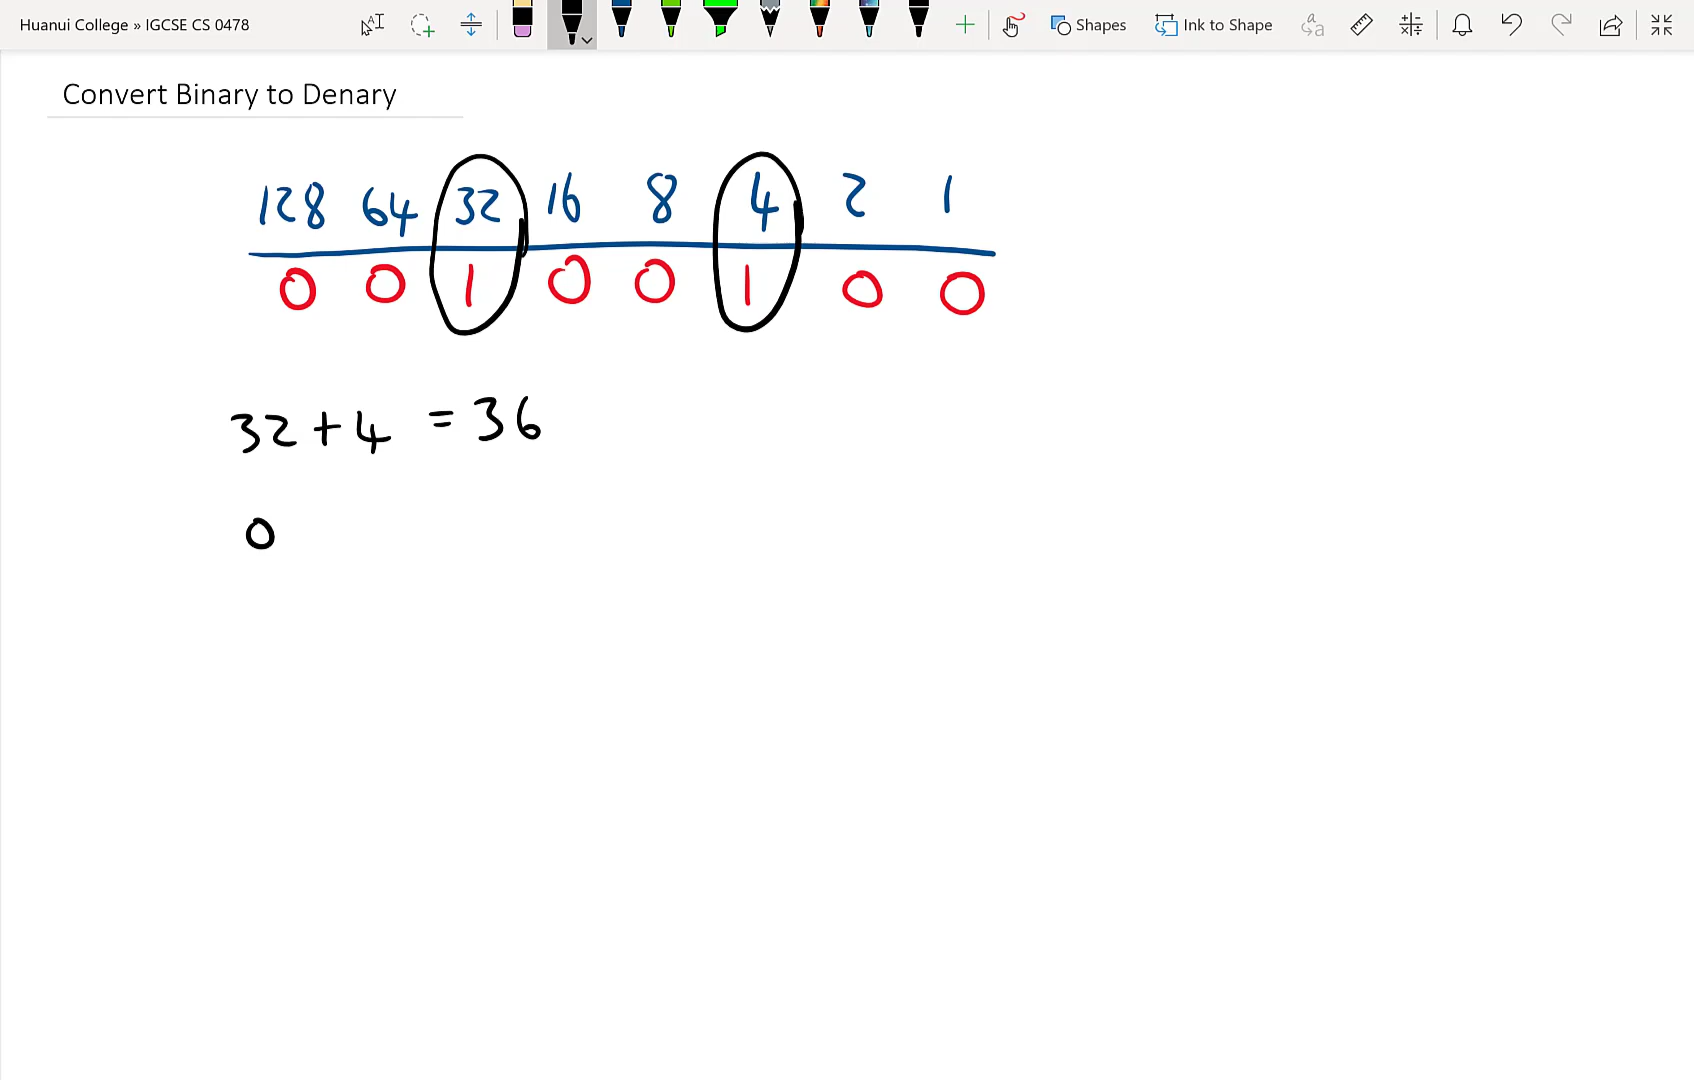 Huanui College » IGCSE CS 0478
Shapes
Ink to Shape
Convert Binary to Denary
128 64 32 16 8 4 2 1
0 0 1 0 0 1 0 0
32 + 4 = 36
0